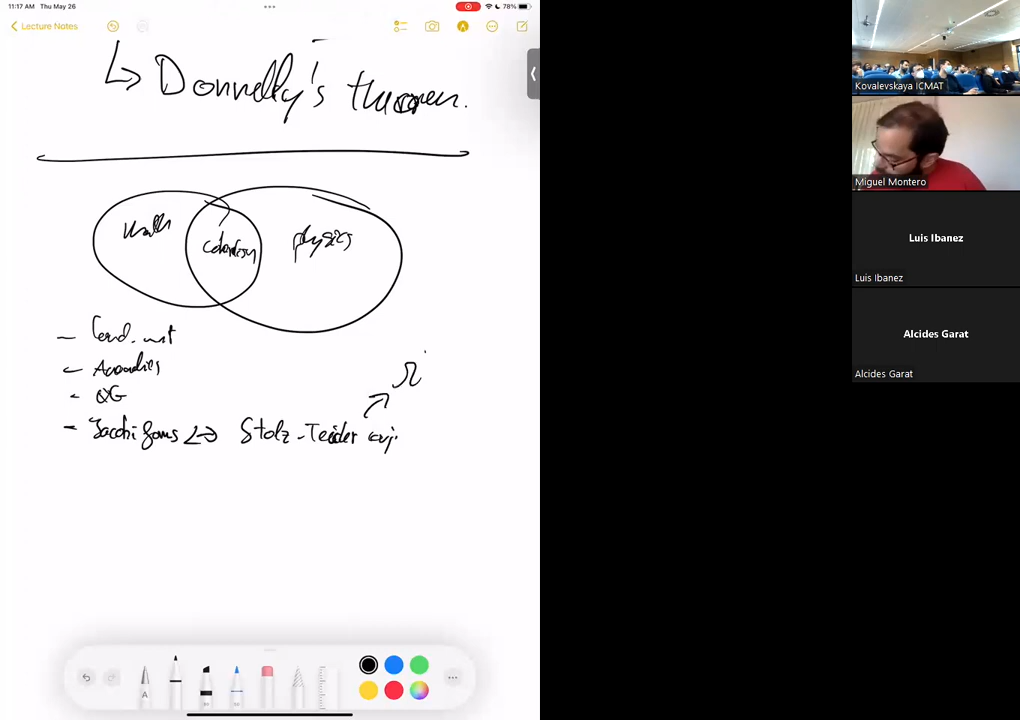 11:17 AM Thu May 26
78%
Lecture Notes
↳ Donnelly's theorem.
Math
cobordism
physics
- Cond. mat
- Anomalies
- QG
Ω
- Jacobi forms <-> Stolz-Teicher conj.
A
Kovalevskaya ICMAT
Miguel Montero
Luis Ibanez
Luis Ibanez
Alcides Garat
Alcides Garat